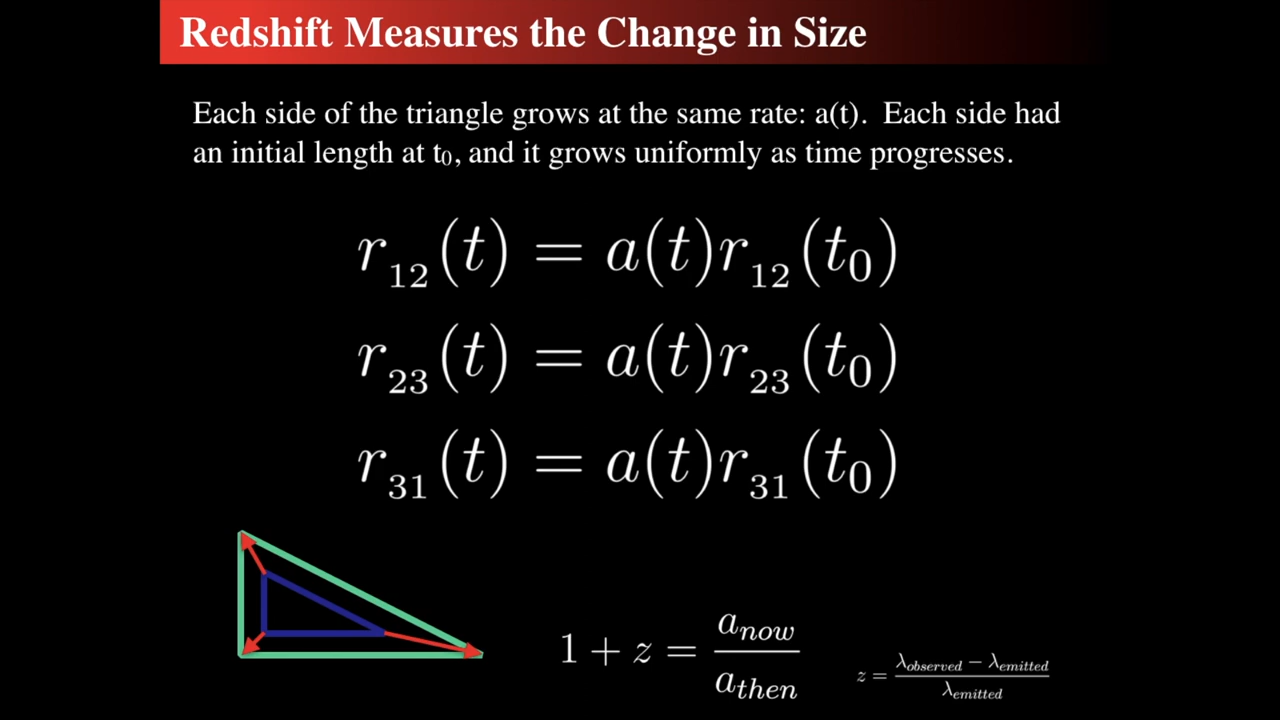 Redshift Measures the Change in Size
Each side of the triangle grows at the same rate: a(t). Each side had
an initial length at t₀, and it grows uniformly as time progresses.
r₁₂(t) = a(t)r₁₂(t₀)
r₂₃(t) = a(t)r₂₃(t₀)
r₃₁(t) = a(t)r₃₁(t₀)
1 + z = a_now / a_then
z = (λ_observed − λ_emitted) / λ_emitted